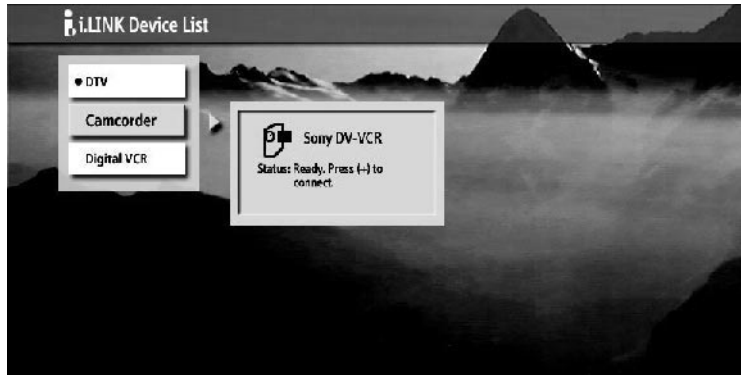 i.LINK Device List
DTV
Camcorder
Digital VCR
Sony DV-VCR
Status: Ready. Press (+) to
connect.